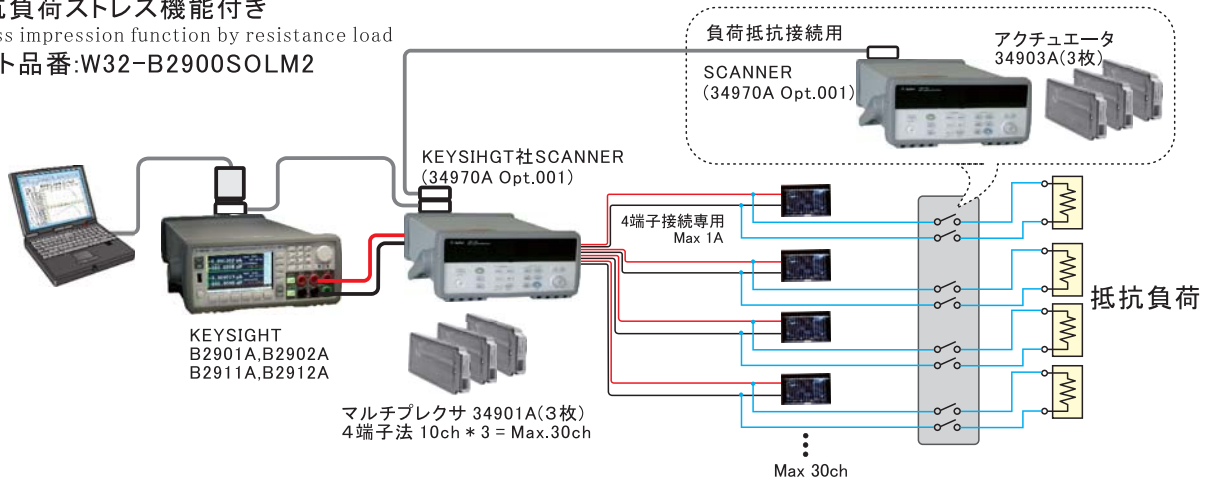 負荷ストレス機能付き
ss impression function by resistance load
ト品番:W32-B2900SOLM2
負荷抵抗接続用
SCANNER
(34970A Opt.001)
アクチュエータ
34903A(3枚)
KEYSIHGT社SCANNER
(34970A Opt.001)
4端子接続専用
Max 1A
抵抗負荷
KEYSIGHT
B2901A,B2902A
B2911A,B2912A
マルチプレクサ 34901A(3枚)
4端子法 10ch * 3 = Max.30ch
Max 30ch